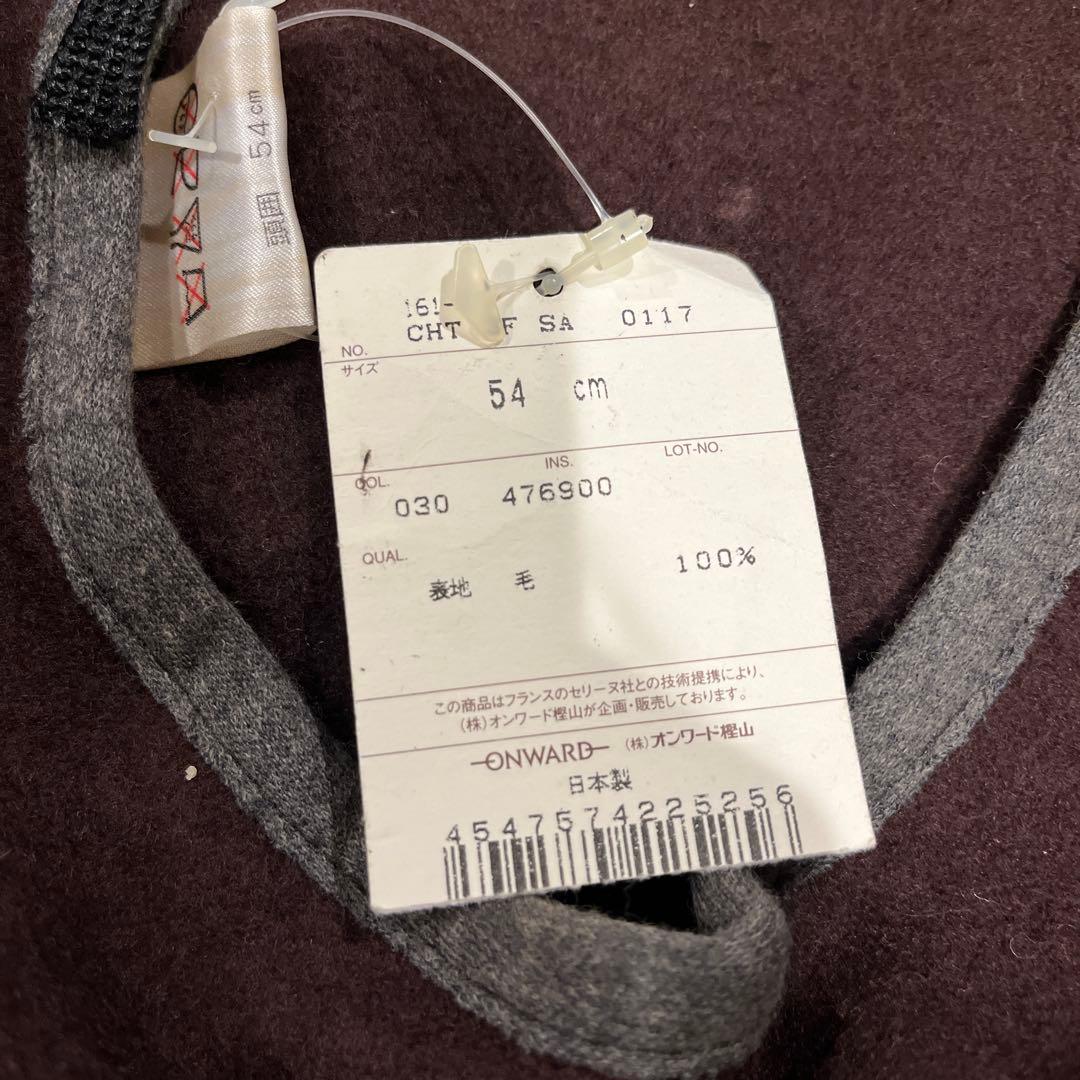 頭囲 54cm
161-
CHT F SA 0117
NO.
サイズ
54 cm
COL. INS. LOT-NO.
030 476900
QUAL.
表地 毛 100%
この商品はフランスのセリーヌ社との技術提携により、
(株)オンワード樫山が企画・販売しております。
ONWARD (株)オンワード樫山
日本製
4547574225256